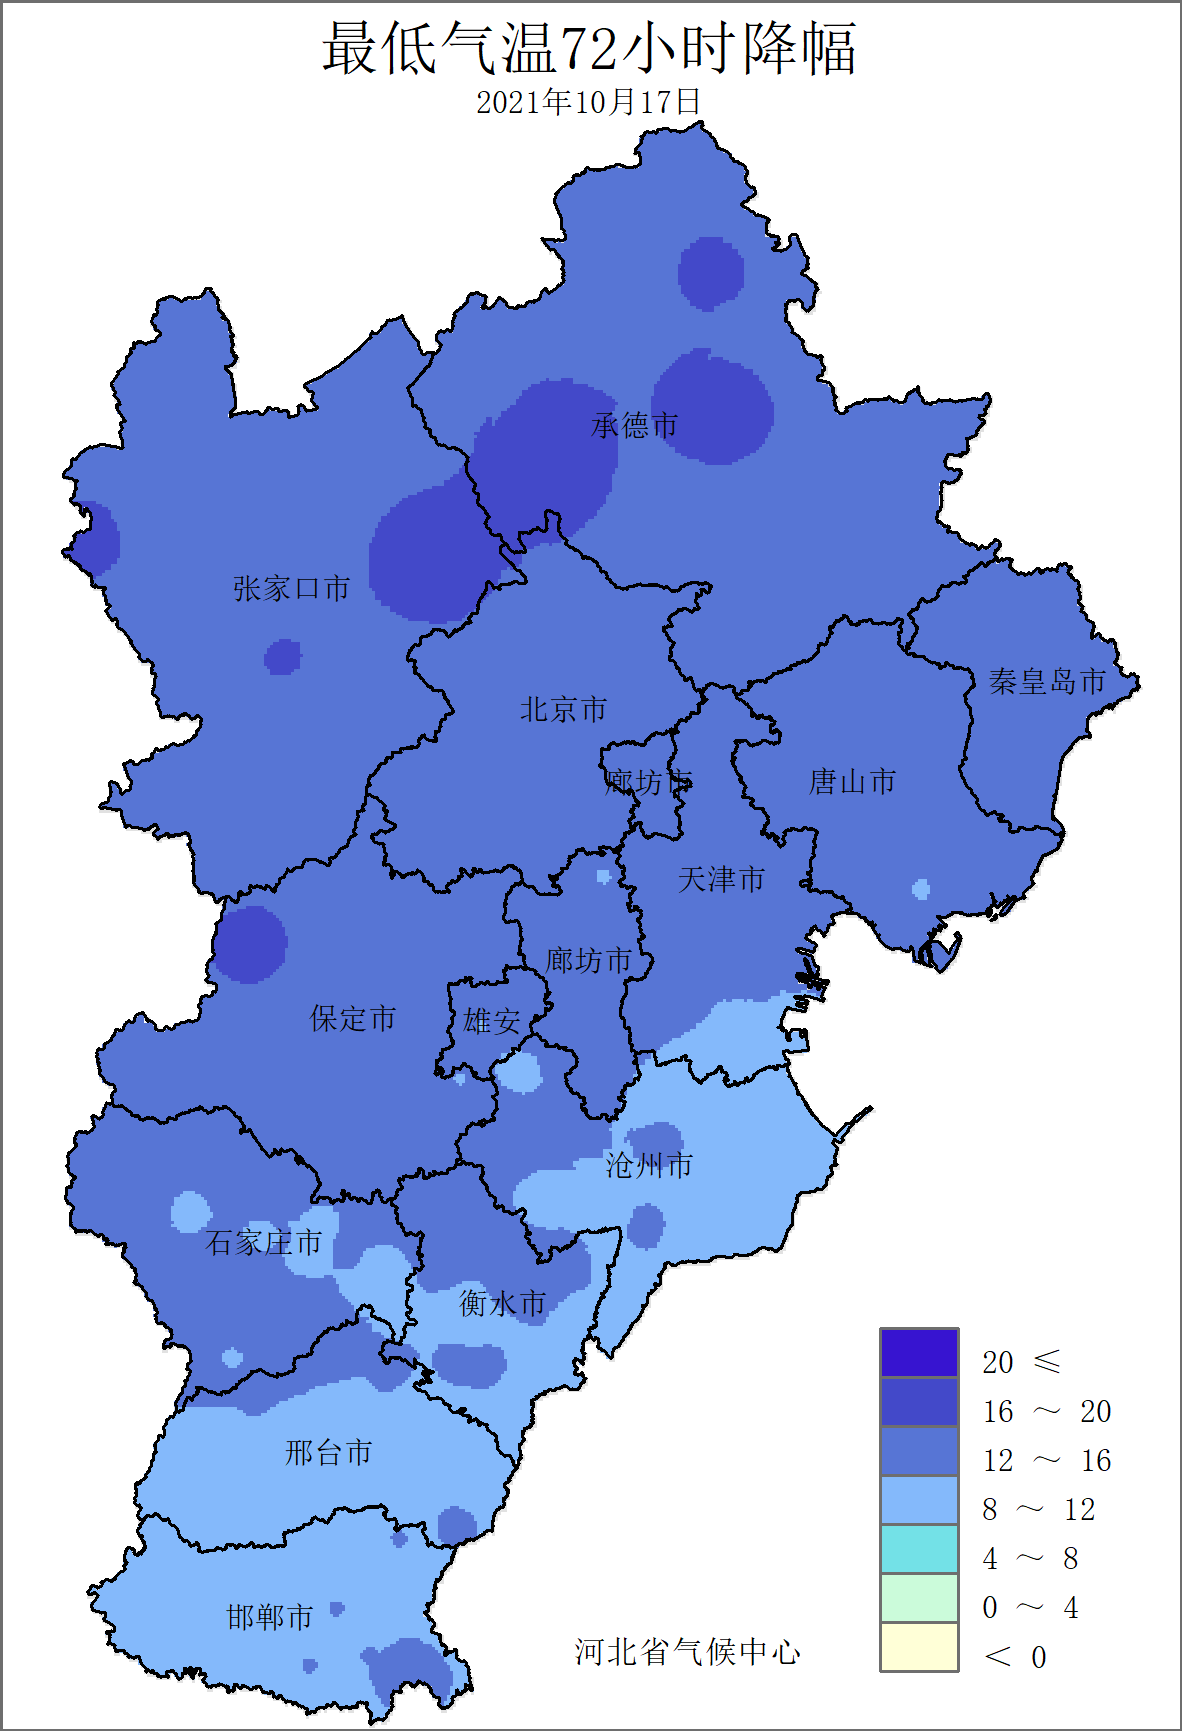 最低气温72小时降幅
2021年10月17日
承德市
张家口市
秦皇岛市
北京市
廊坊市
唐山市
天津市
廊坊市
保定市
雄安
沧州市
石家庄市
衡水市
邢台市
邯郸市
20 ≤
16 ～ 20
12 ～ 16
8 ～ 12
4 ～ 8
0 ～ 4
＜ 0
河北省气候中心